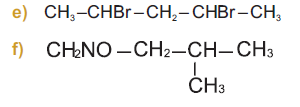 e) CH₃–CHBr–CH₂–CHBr–CH₃
f) CH2NO–CH2–CH–CH3
CH3